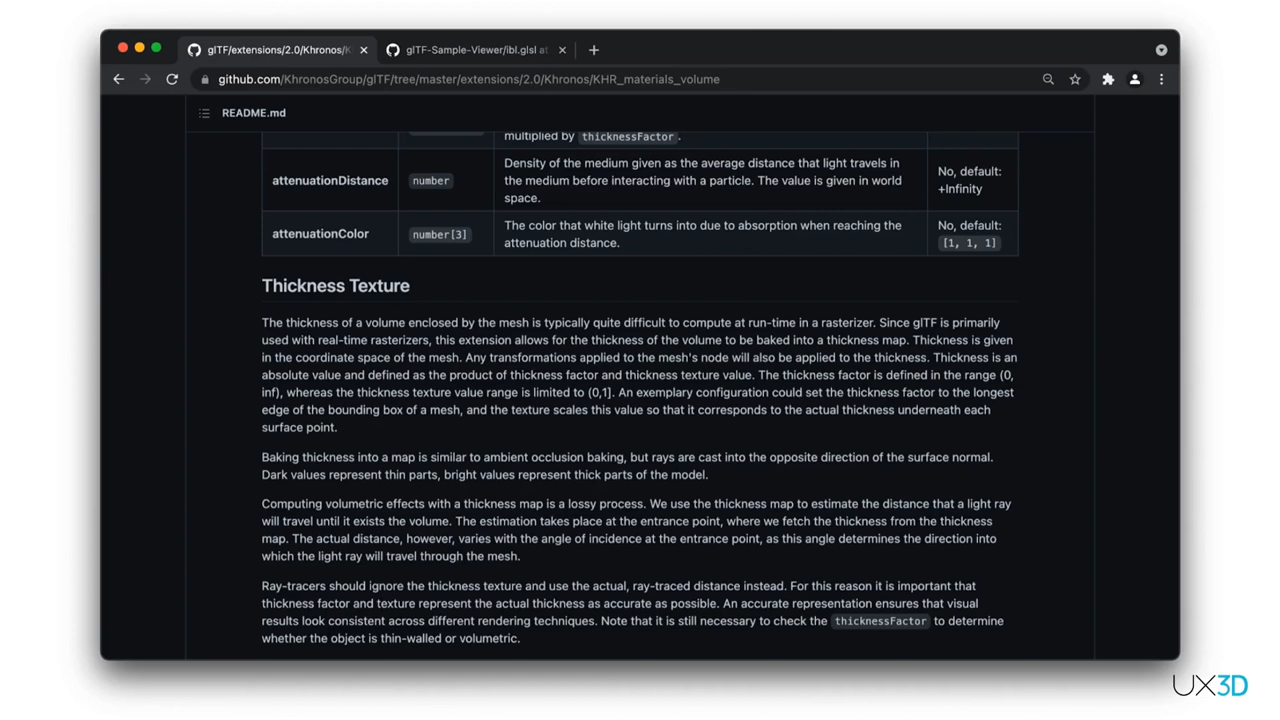 glTF/extensions/2.0/Khronos/K
glTF-Sample-Viewer/ibl.glsl at
github.com/KhronosGroup/glTF/tree/master/extensions/2.0/Khronos/KHR_materials_volume
README.md
multiplied by thicknessFactor.
attenuationDistance number Density of the medium given as the average distance that light travels in the medium before interacting with a particle. The value is given in world space. No, default: +Infinity
attenuationColor number[3] The color that white light turns into due to absorption when reaching the attenuation distance. No, default: [1, 1, 1]
Thickness Texture
The thickness of a volume enclosed by the mesh is typically quite difficult to compute at run-time in a rasterizer. Since glTF is primarily
used with real-time rasterizers, this extension allows for the thickness of the volume to be baked into a thickness map. Thickness is given
in the coordinate space of the mesh. Any transformations applied to the mesh's node will also be applied to the thickness. Thickness is an
absolute value and defined as the product of thickness factor and thickness texture value. The thickness factor is defined in the range (0,
inf), whereas the thickness texture value range is limited to (0,1]. An exemplary configuration could set the thickness factor to the longest
edge of the bounding box of a mesh, and the texture scales this value so that it corresponds to the actual thickness underneath each
surface point.
Baking thickness into a map is similar to ambient occlusion baking, but rays are cast into the opposite direction of the surface normal.
Dark values represent thin parts, bright values represent thick parts of the model.
Computing volumetric effects with a thickness map is a lossy process. We use the thickness map to estimate the distance that a light ray
will travel until it exists the volume. The estimation takes place at the entrance point, where we fetch the thickness from the thickness
map. The actual distance, however, varies with the angle of incidence at the entrance point, as this angle determines the direction into
which the light ray will travel through the mesh.
Ray-tracers should ignore the thickness texture and use the actual, ray-traced distance instead. For this reason it is important that
thickness factor and texture represent the actual thickness as accurate as possible. An accurate representation ensures that visual
results look consistent across different rendering techniques. Note that it is still necessary to check the thicknessFactor to determine
whether the object is thin-walled or volumetric.
UX3D